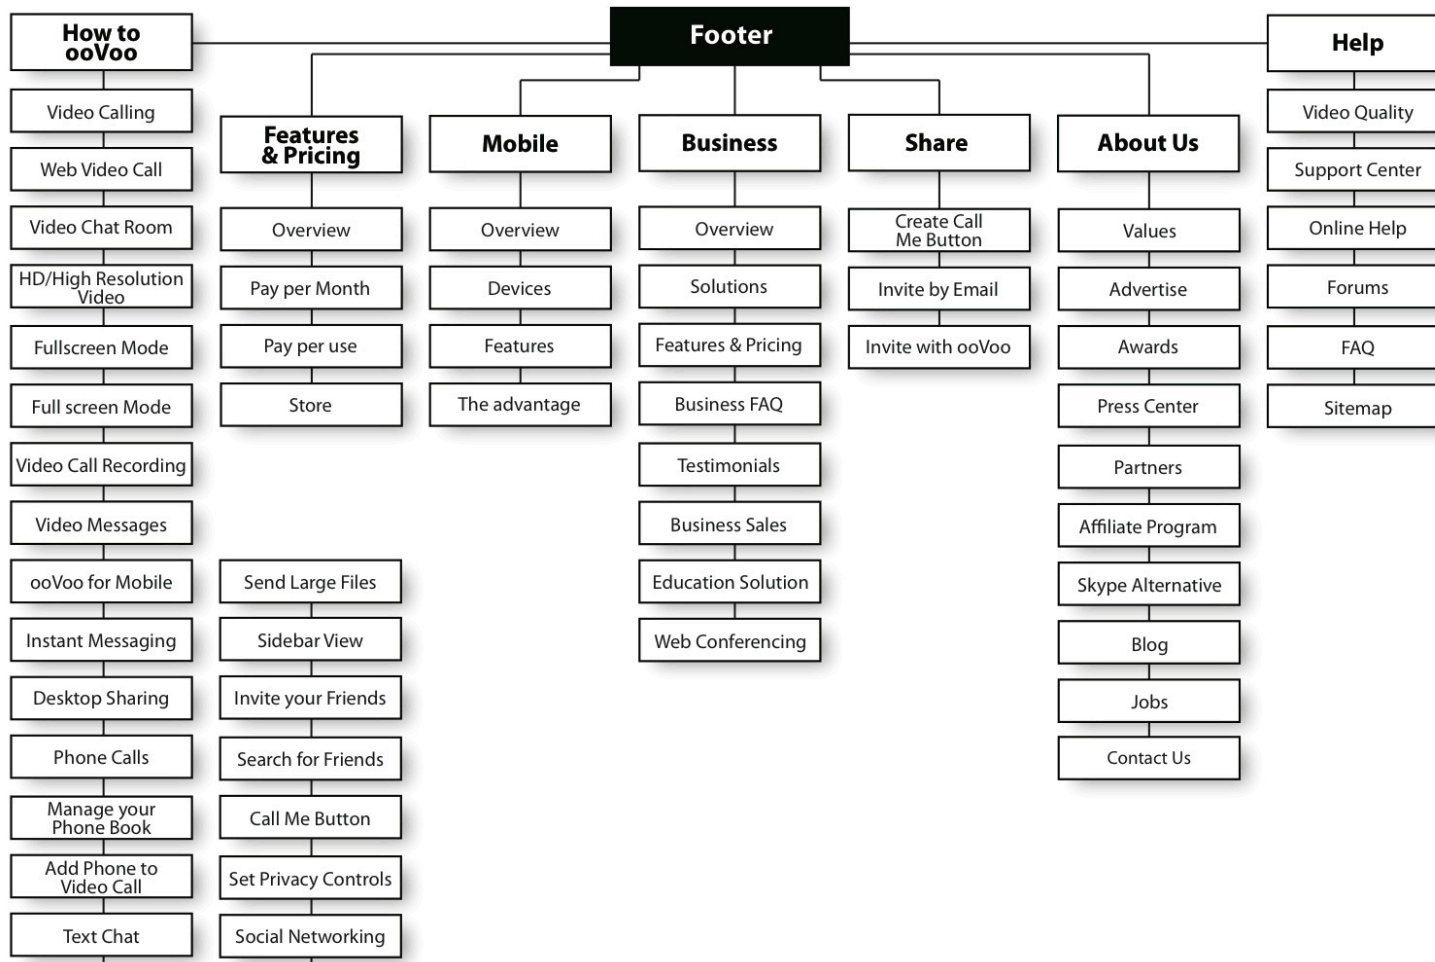 Footer
How to
ooVoo
Video Calling
Web Video Call
Video Chat Room
HD/High Resolution
Video
Fullscreen Mode
Full screen Mode
Video Call Recording
Video Messages
ooVoo for Mobile
Instant Messaging
Desktop Sharing
Phone Calls
Manage your
Phone Book
Add Phone to
Video Call
Text Chat
Send Large Files
Sidebar View
Invite your Friends
Search for Friends
Call Me Button
Set Privacy Controls
Social Networking
Features
& Pricing
Overview
Pay per Month
Pay per use
Store
Mobile
Overview
Devices
Features
The advantage
Business
Overview
Solutions
Features & Pricing
Business FAQ
Testimonials
Business Sales
Education Solution
Web Conferencing
Share
Create Call
Me Button
Invite by Email
Invite with ooVoo
About Us
Values
Advertise
Awards
Press Center
Partners
Affiliate Program
Skype Alternative
Blog
Jobs
Contact Us
Help
Video Quality
Support Center
Online Help
Forums
FAQ
Sitemap